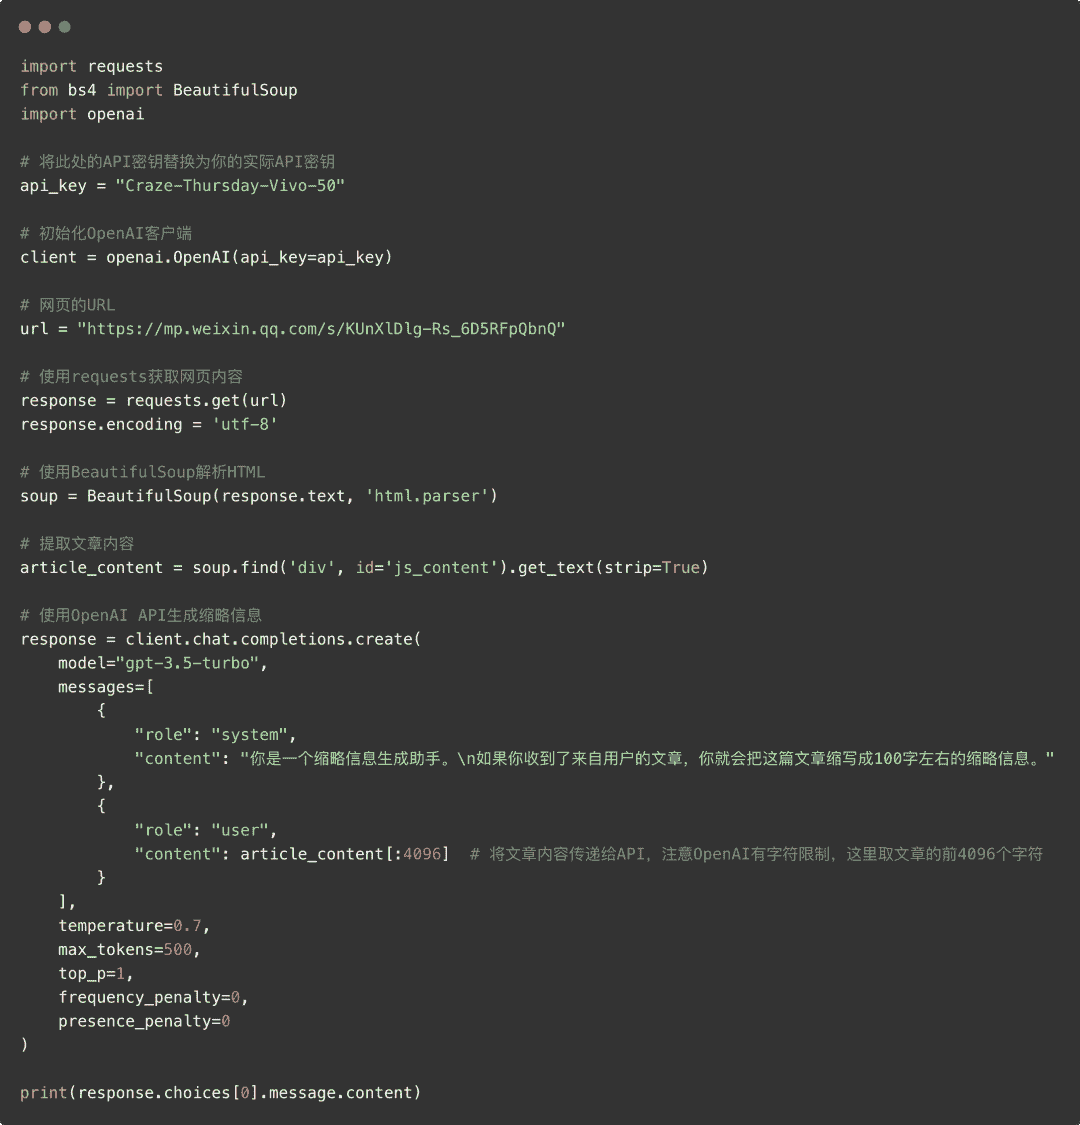 import requests
from bs4 import BeautifulSoup
import openai

# 将此处的API密钥替换为你的实际API密钥
api_key = "Craze-Thursday-Vivo-50"

# 初始化OpenAI客户端
client = openai.OpenAI(api_key=api_key)

# 网页的URL
url = "https://mp.weixin.qq.com/s/KUnXlDlg-Rs_6D5RFpQbnQ"

# 使用requests获取网页内容
response = requests.get(url)
response.encoding = 'utf-8'

# 使用BeautifulSoup解析HTML
soup = BeautifulSoup(response.text, 'html.parser')

# 提取文章内容
article_content = soup.find('div', id='js_content').get_text(strip=True)

# 使用OpenAI API生成缩略信息
response = client.chat.completions.create(
    model="gpt-3.5-turbo",
    messages=[
        {
            "role": "system",
            "content": "你是一个缩略信息生成助手。\n如果你收到了来自用户的文章，你就会把这篇文章缩写成100字左右的缩略信息。"
        },
        {
            "role": "user",
            "content": article_content[:4096]  # 将文章内容传递给API，注意OpenAI有字符限制，这里取文章的前4096个字符
        }
    ],
    temperature=0.7,
    max_tokens=500,
    top_p=1,
    frequency_penalty=0,
    presence_penalty=0
)

print(response.choices[0].message.content)